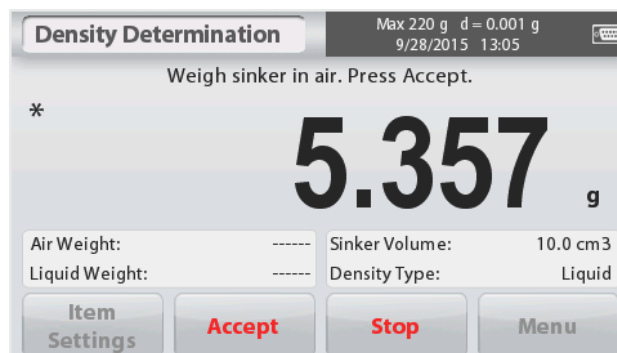 Density Determination
Max 220 g d = 0.001 g
9/28/2015 13:05
Weigh sinker in air. Press Accept.
*
5.357 g
Air Weight: ------
Liquid Weight: ------
Sinker Volume: 10.0 cm3
Density Type: Liquid
Item Settings
Accept
Stop
Menu